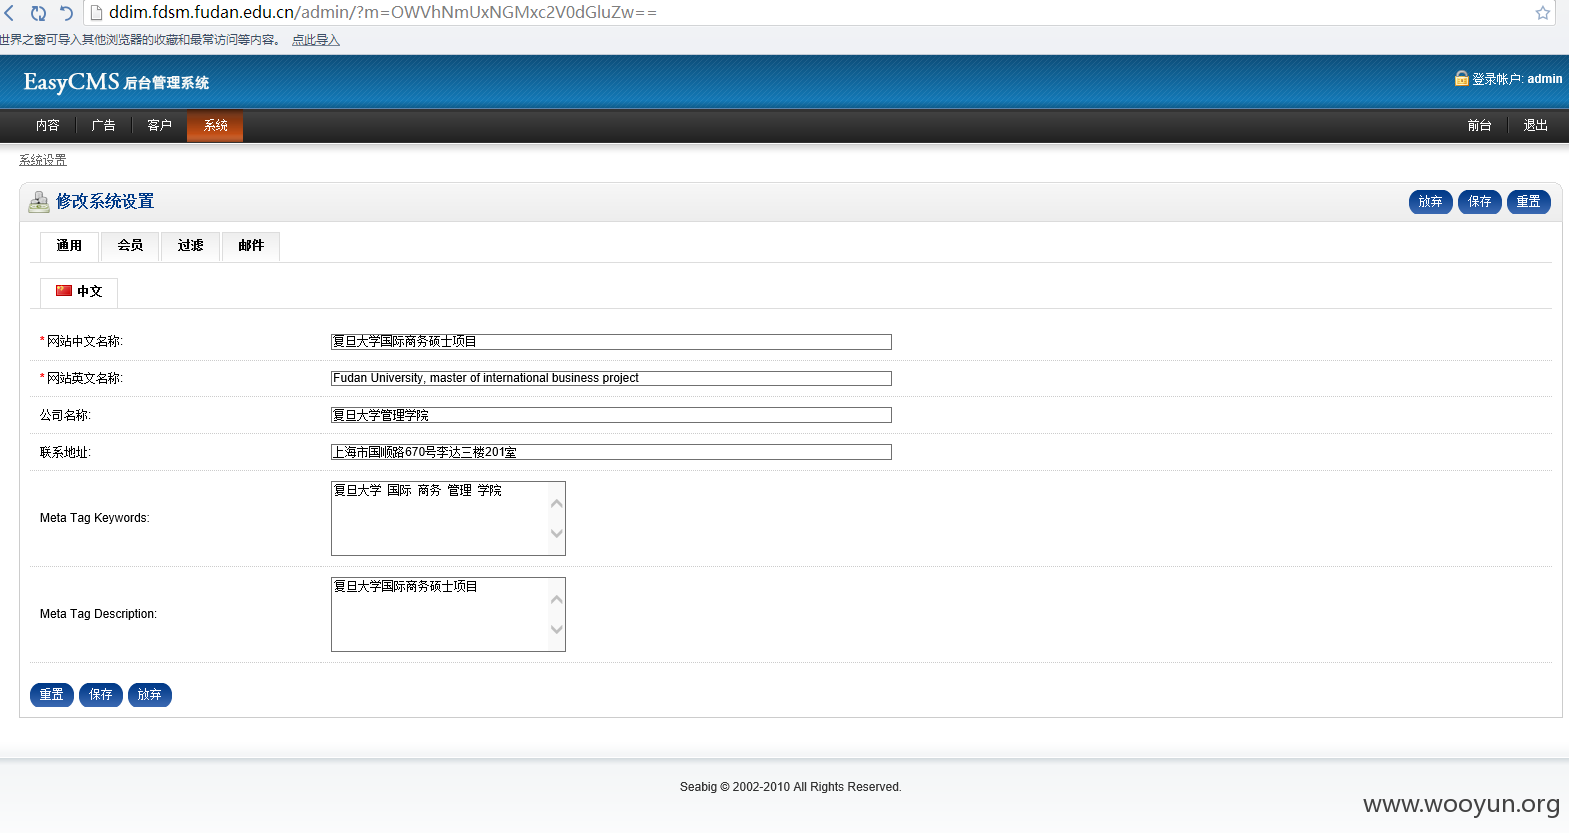 ddim.fdsm.fudan.edu.cn/admin/?m=OWVhNmUxNGMxc2V0dGluZw==
世界之窗可导入其他浏览器的收藏和最常访问等内容。 点此导入
EasyCMS 后台管理系统
登录帐户: admin
内容 广告 客户 系统 前台 退出
系统设置
修改系统设置
放弃 保存 重置
通用 会员 过滤 邮件
中文
* 网站中文名称: 复旦大学国际商务硕士项目
* 网站英文名称: Fudan University, master of international business project
公司名称: 复旦大学管理学院
联系地址: 上海市国顺路670号李达三楼201室
Meta Tag Keywords: 复旦大学 国际 商务 管理 学院
Meta Tag Description: 复旦大学国际商务硕士项目
重置 保存 放弃
Seabig © 2002-2010 All Rights Reserved.
www.wooyun.org